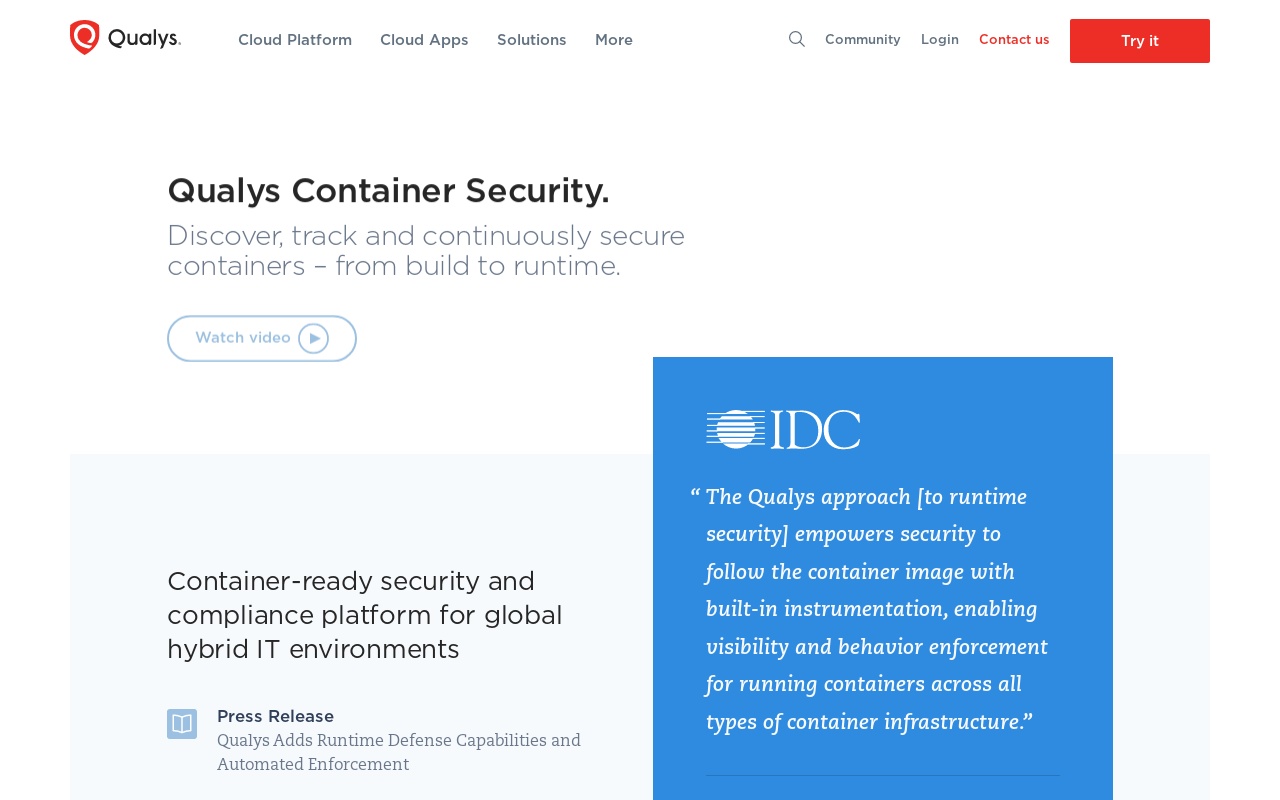 Qualys.
Cloud Platform
Cloud Apps
Solutions
More
Community
Login
Contact us
Try it
Qualys Container Security.
Discover, track and continuously secure
containers – from build to runtime.
Watch video
IDC
“ The Qualys approach [to runtime
security] empowers security to
follow the container image with
built-in instrumentation, enabling
visibility and behavior enforcement
for running containers across all
types of container infrastructure.”
Container-ready security and
compliance platform for global
hybrid IT environments
Press Release
Qualys Adds Runtime Defense Capabilities and
Automated Enforcement